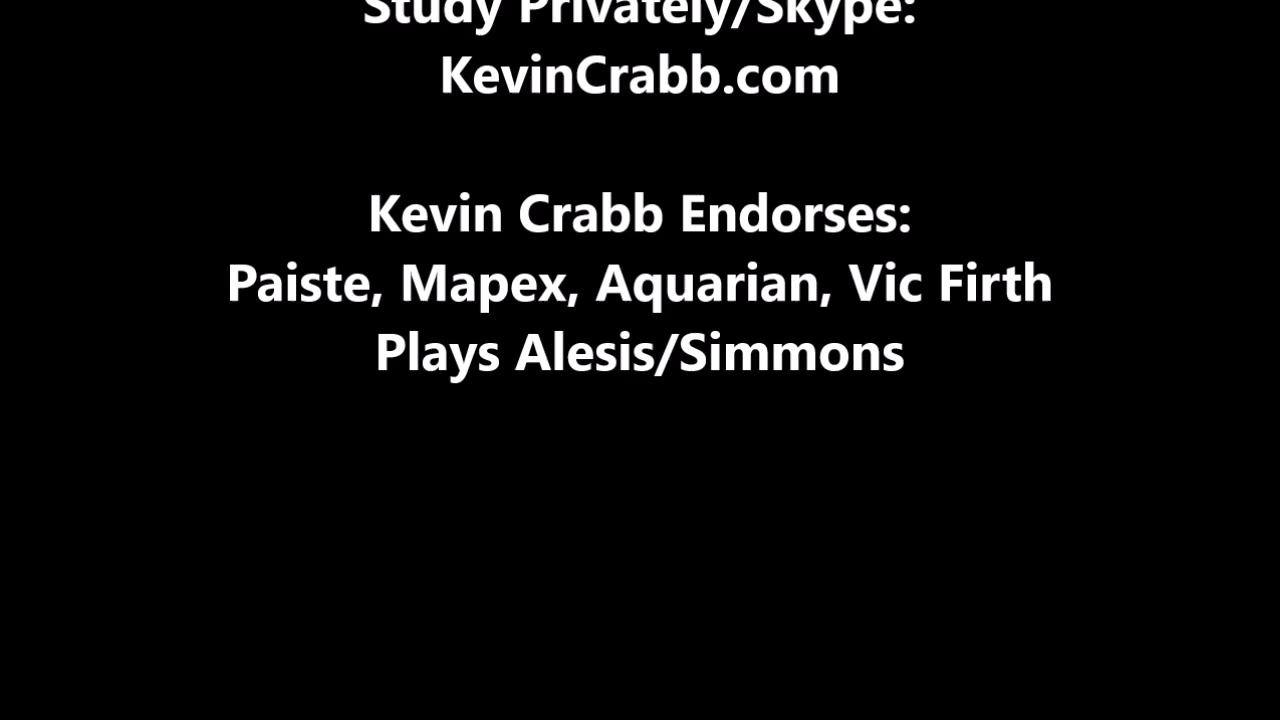 Study Privately/Skype:
KevinCrabb.com
Kevin Crabb Endorses:
Paiste, Mapex, Aquarian, Vic Firth
Plays Alesis/Simmons